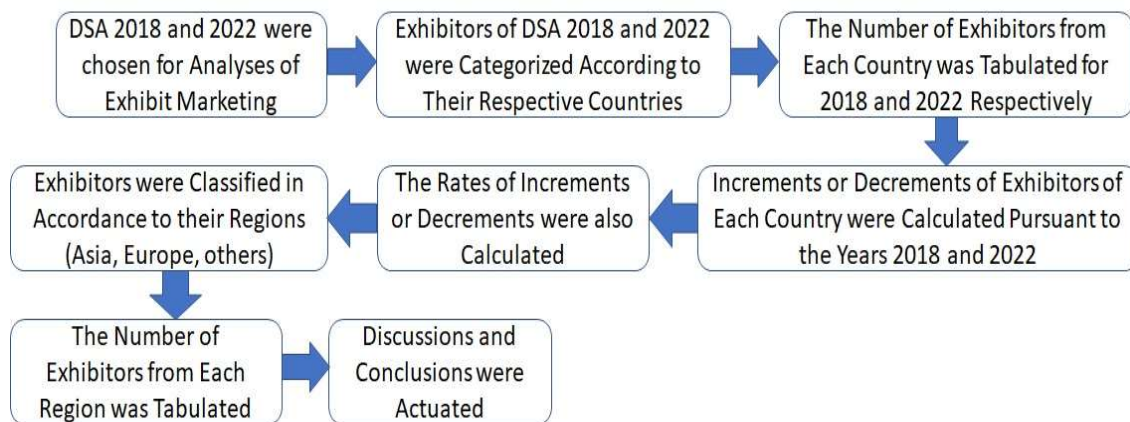 DSA 2018 and 2022 were
chosen for Analyses of
Exhibit Marketing
Exhibitors of DSA 2018 and 2022
were Categorized According to
Their Respective Countries
The Number of Exhibitors from
Each Country was Tabulated for
2018 and 2022 Respectively
Increments or Decrements of Exhibitors of
Each Country were Calculated Pursuant to
the Years 2018 and 2022
The Rates of Increments
or Decrements were also
Calculated
Exhibitors were Classified in
Accordance to their Regions
(Asia, Europe, others)
The Number of
Exhibitors from Each
Region was Tabulated
Discussions and
Conclusions were
Actuated